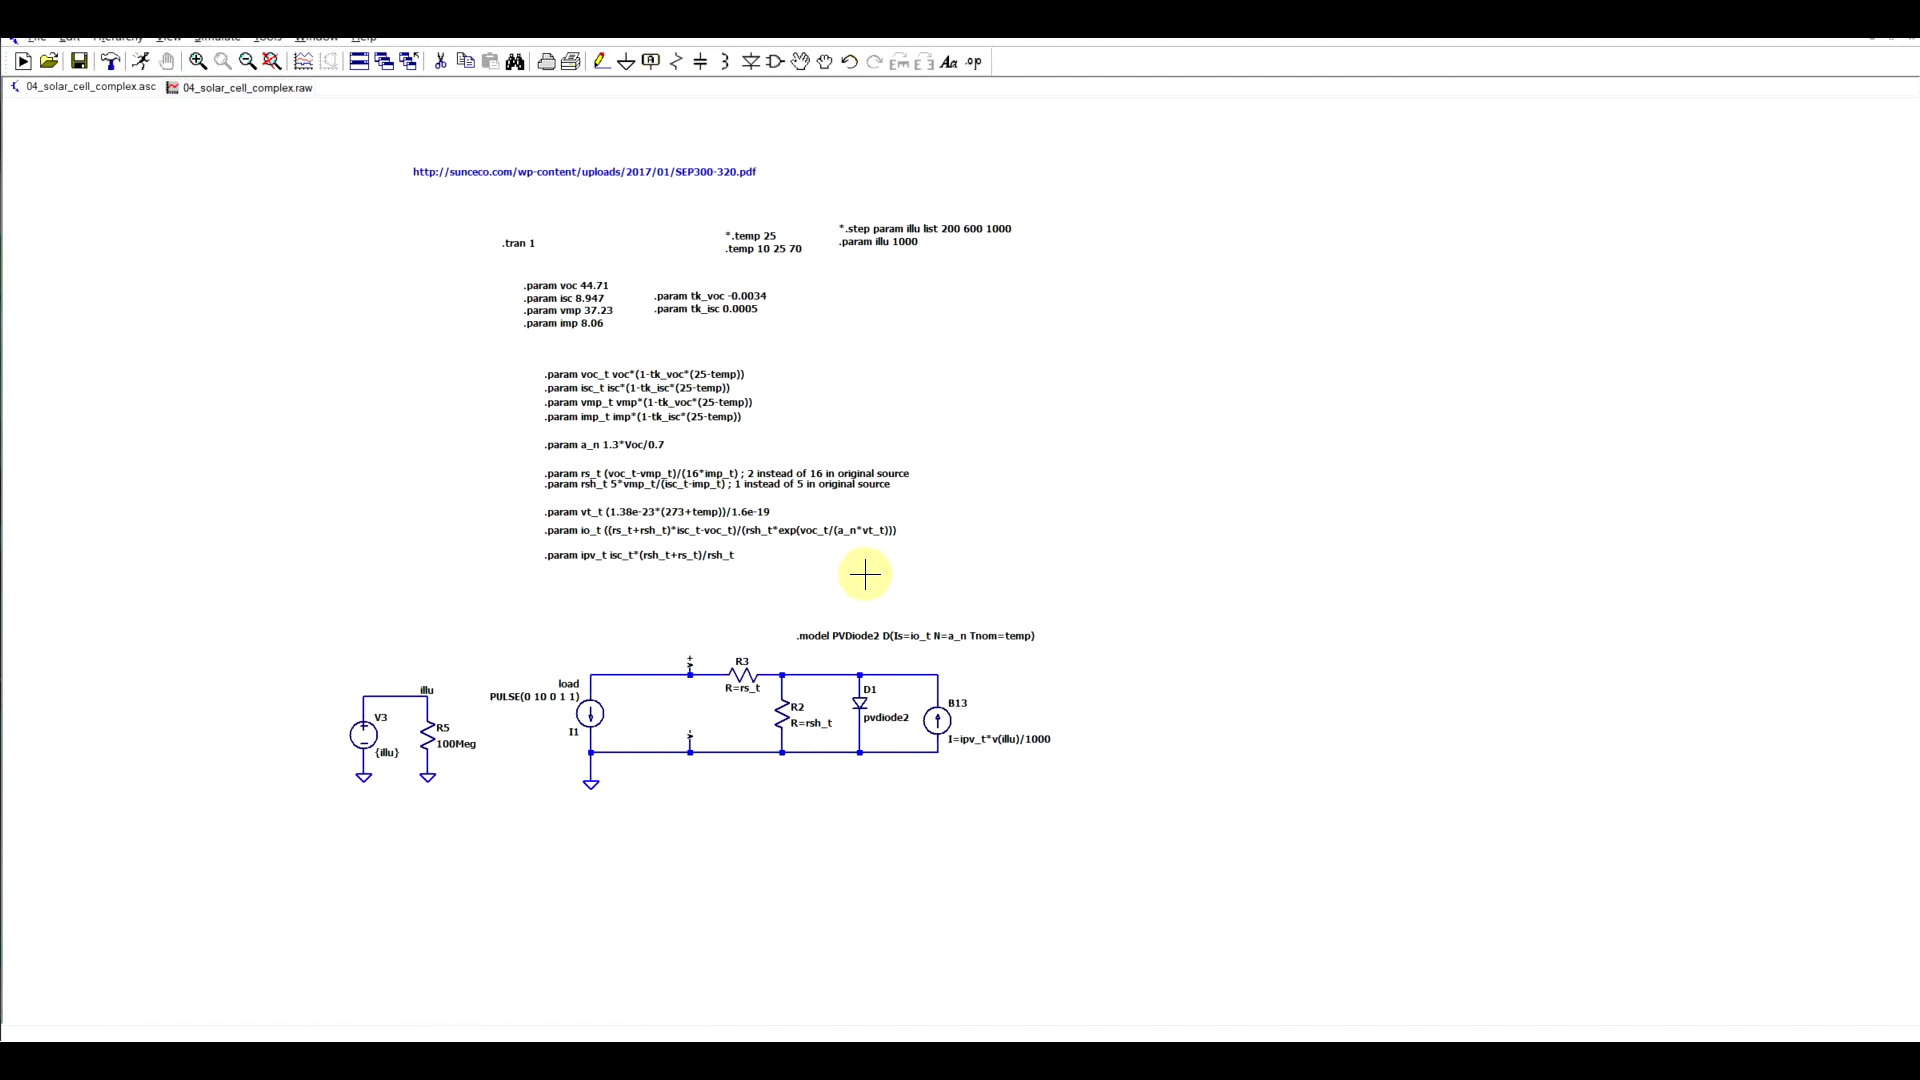 File Edit Hierarchy View Simulate Tools Window Help
04_solar_cell_complex.asc 04_solar_cell_complex.raw
http://sunceco.com/wp-content/uploads/2017/01/SEP300-320.pdf
.tran 1
*.temp 25
.temp 10 25 70
*.step param illu list 200 600 1000
.param illu 1000
.param voc 44.71
.param isc 8.947
.param vmp 37.23
.param imp 8.06
.param tk_voc -0.0034
.param tk_isc 0.0005
.param voc_t voc*(1-tk_voc*(25-temp))
.param isc_t isc*(1-tk_isc*(25-temp))
.param vmp_t vmp*(1-tk_voc*(25-temp))
.param imp_t imp*(1-tk_isc*(25-temp))
.param a_n 1.3*Voc/0.7
.param rs_t (voc_t-vmp_t)/(16*imp_t) ; 2 instead of 16 in original source
.param rsh_t 5*vmp_t/(isc_t-imp_t) ; 1 instead of 5 in original source
.param vt_t (1.38e-23*(273+temp))/1.6e-19
.param io_t ((rs_t+rsh_t)*isc_t-voc_t)/(rsh_t*exp(voc_t/(a_n*vt_t)))
.param ipv_t isc_t*(rsh_t+rs_t)/rsh_t
.model PVDiode2 D(Is=io_t N=a_n Tnom=temp)
illu
V3
{illu}
R5
100Meg
load
PULSE(0 10 0 1 1)
I1
v+
v-
R3
R=rs_t
R2
R=rsh_t
D1
pvdiode2
B13
I=ipv_t*v(illu)/1000